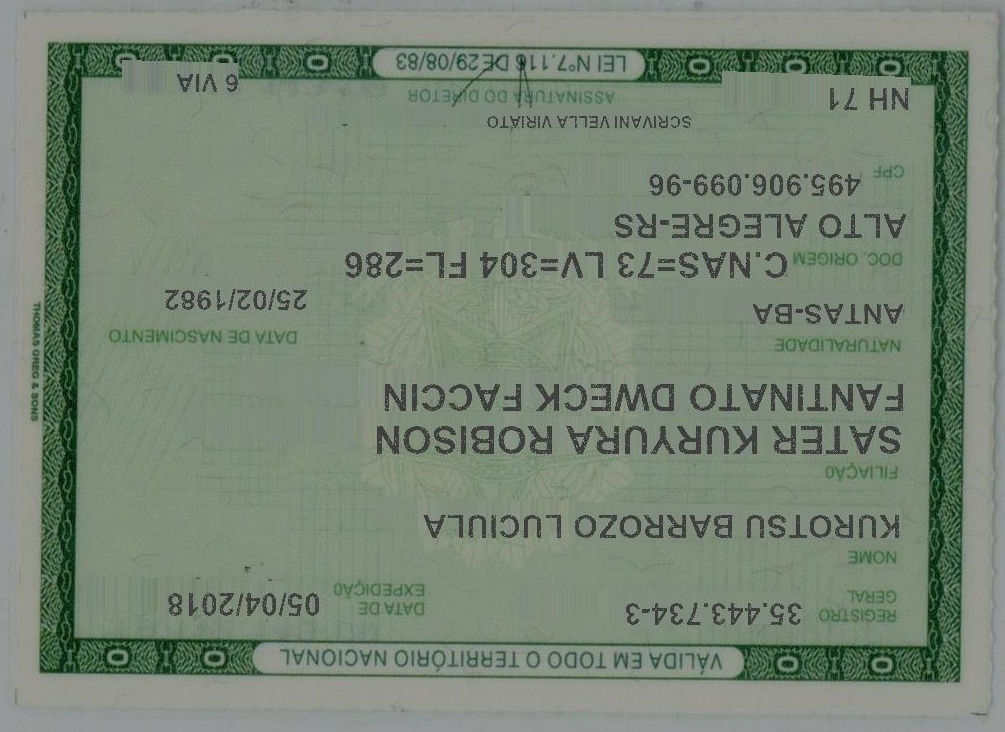 VÁLIDA EM TODO O TERRITÓRIO NACIONAL
REGISTRO GERAL 35.443.734-3 DATA DE EXPEDIÇÃO 05/04/2018
NOME
KUROTSU BARROZO LUCIULA
FILIAÇÃO
SATER KURYURA ROBISON
FANTINATO DWECK FACCIN
NATURALIDADE DATA DE NASCIMENTO
ANTAS-BA 25/02/1982
DOC. ORIGEM C.NAS=73 LV=304 FL=286
ALTO ALEGRE-RS
CPF 495.906.099-96
SCRIVANI VELLA VIRIATO
NH 71 ASSINATURA DO DIRETOR 6 VIA
LEI Nº7.116 DE 29/08/83
THOMAS GREG & SONS